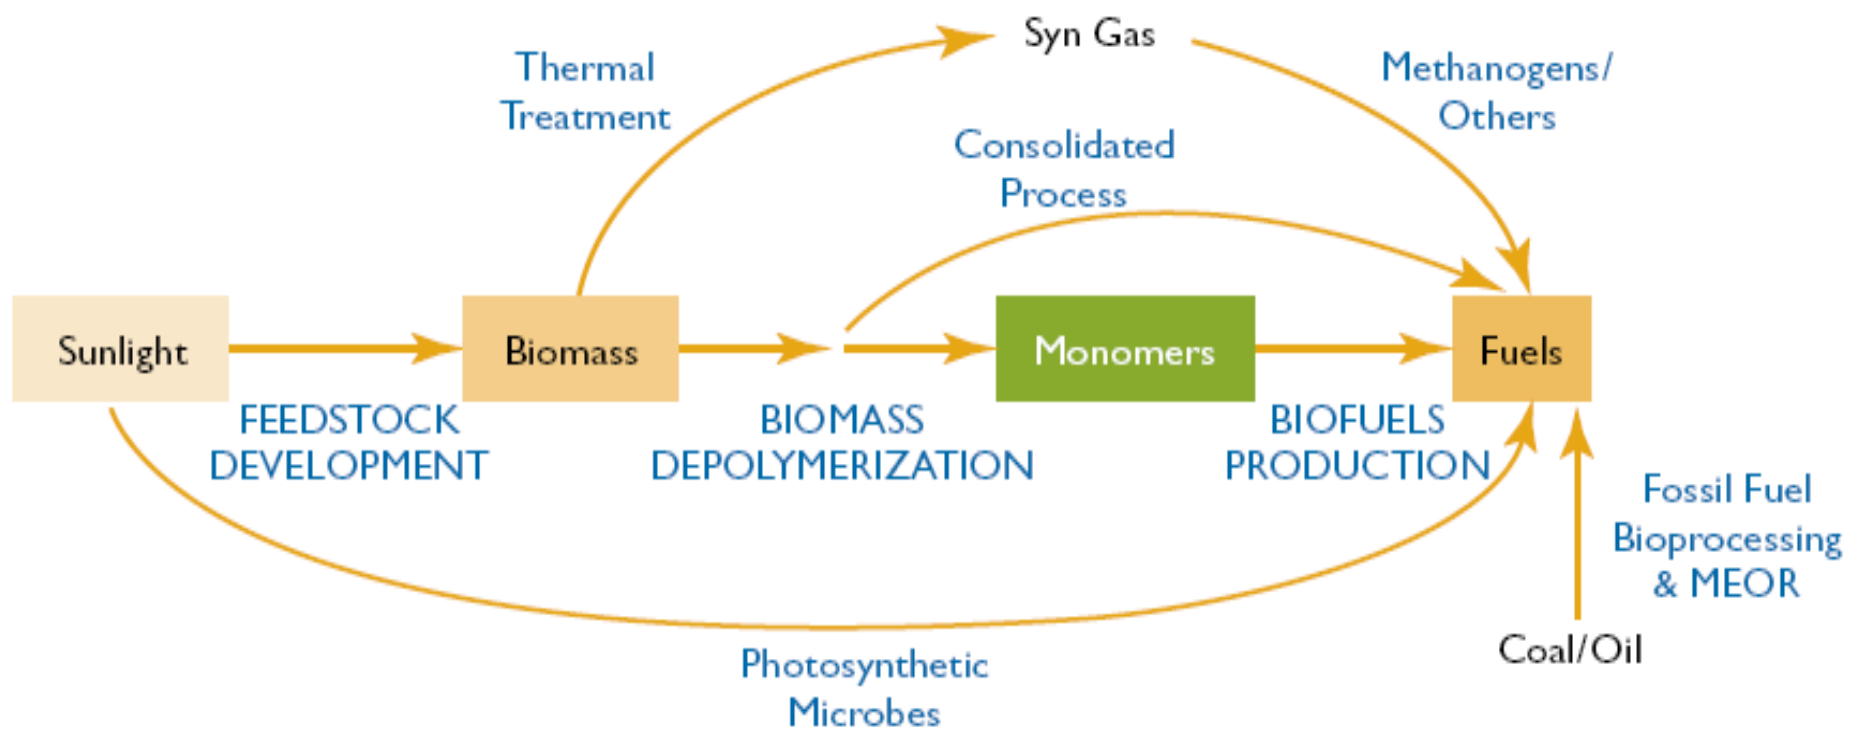 Syn Gas
Thermal
Treatment
Methanogens/
Others
Consolidated
Process
Sunlight
Biomass
Monomers
Fuels
FEEDSTOCK
DEVELOPMENT
BIOMASS
DEPOLYMERIZATION
BIOFUELS
PRODUCTION
Fossil Fuel
Bioprocessing
& MEOR
Coal/Oil
Photosynthetic
Microbes